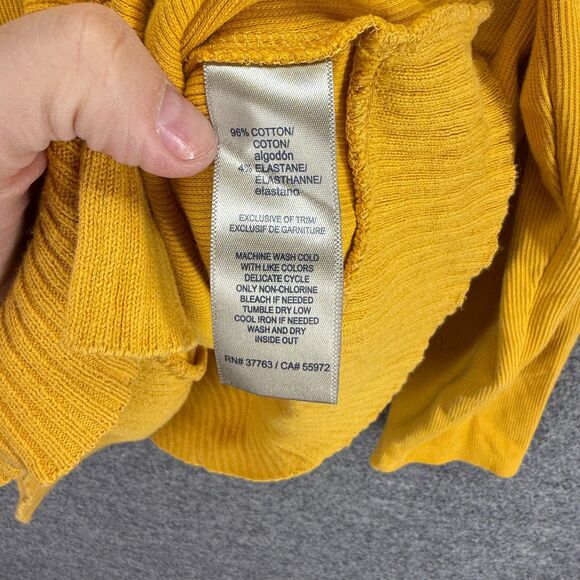 96% COTTON/
COTON/
algodón
4% ELASTANE/
ELASTHANNE/
elastano
EXCLUSIVE OF TRIM/
EXCLUSIF DE GARNITURE
MACHINE WASH COLD
WITH LIKE COLORS
DELICATE CYCLE
ONLY NON-CHLORINE
BLEACH IF NEEDED
TUMBLE DRY LOW
COOL IRON IF NEEDED
WASH AND DRY
INSIDE OUT
RN# 37763 / CA# 55972